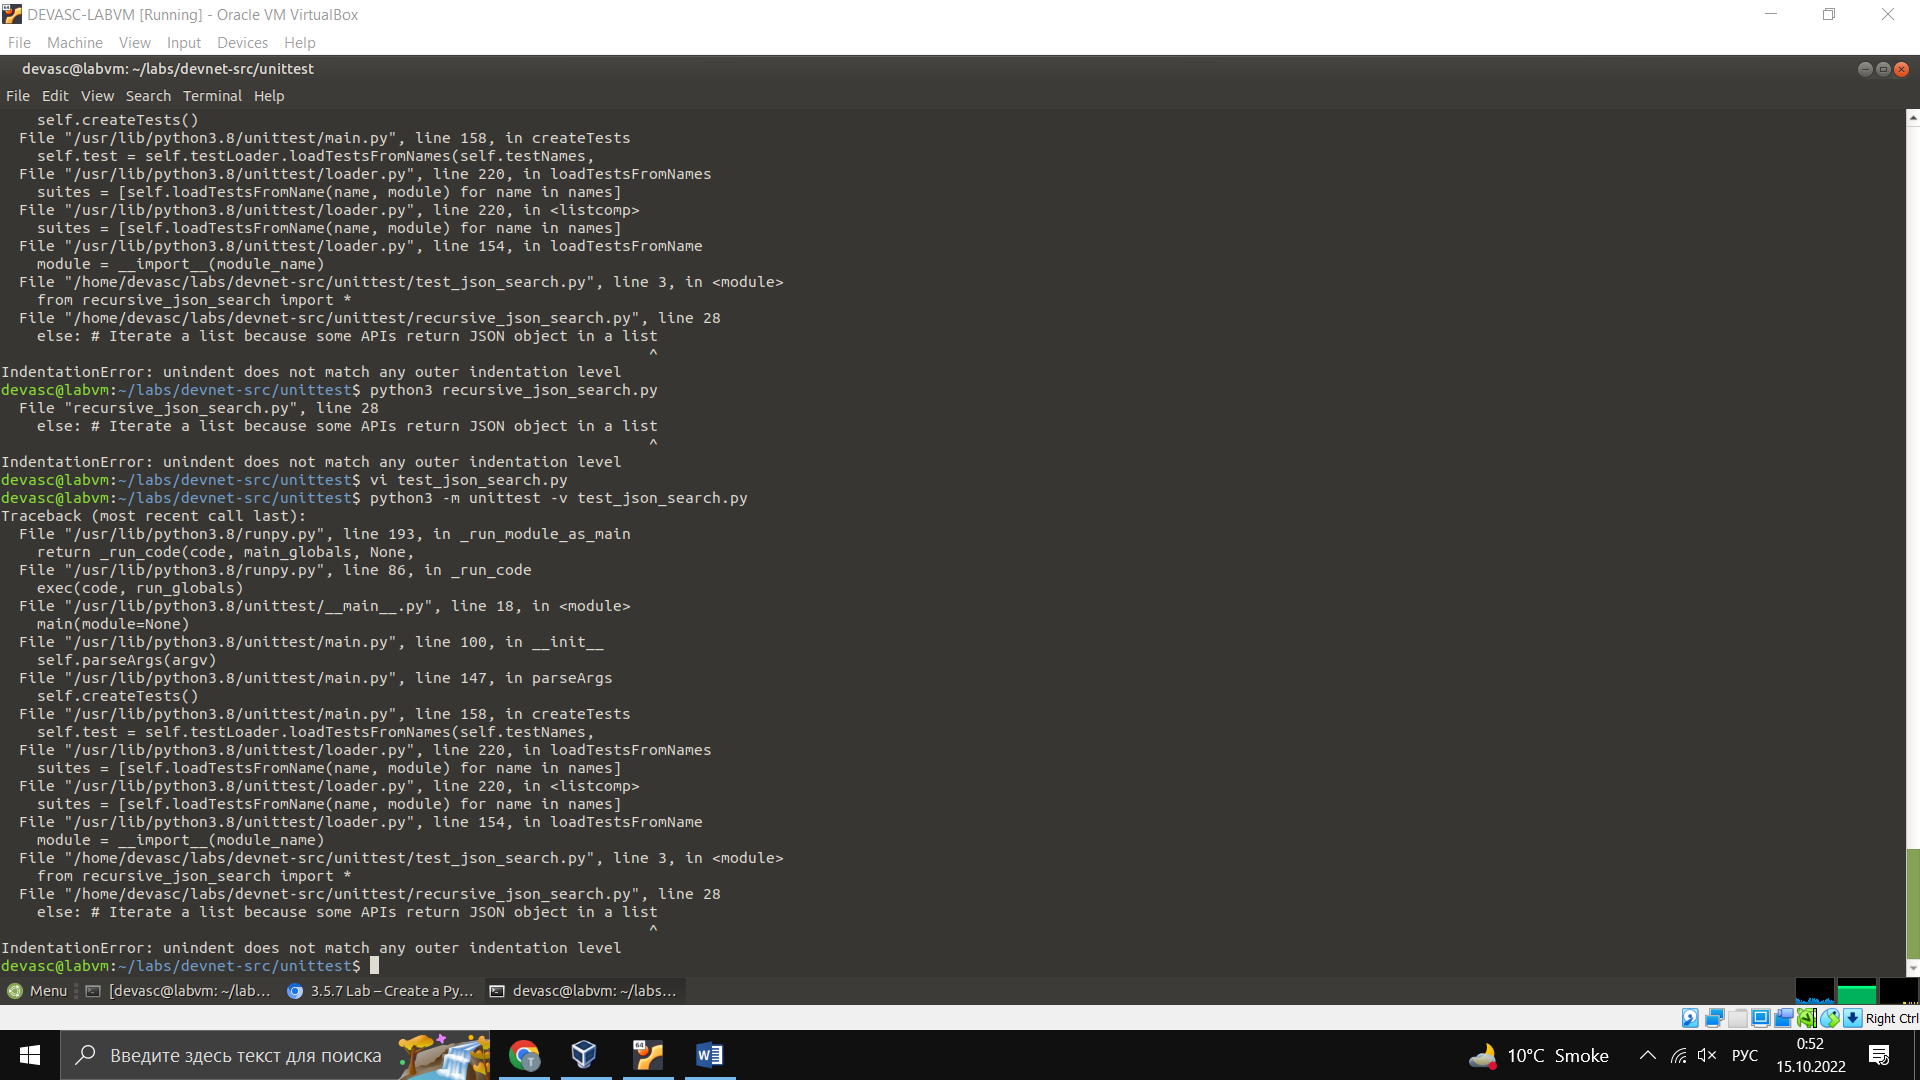 DEVASC-LABVM [Running] - Oracle VM VirtualBox
File Machine View Input Devices Help
devasc@labvm: ~/labs/devnet-src/unittest
File Edit View Search Terminal Help
    self.createTests()
  File "/usr/lib/python3.8/unittest/main.py", line 158, in createTests
    self.test = self.testLoader.loadTestsFromNames(self.testNames,
  File "/usr/lib/python3.8/unittest/loader.py", line 220, in loadTestsFromNames
    suites = [self.loadTestsFromName(name, module) for name in names]
  File "/usr/lib/python3.8/unittest/loader.py", line 220, in <listcomp>
    suites = [self.loadTestsFromName(name, module) for name in names]
  File "/usr/lib/python3.8/unittest/loader.py", line 154, in loadTestsFromName
    module = __import__(module_name)
  File "/home/devasc/labs/devnet-src/unittest/test_json_search.py", line 3, in <module>
    from recursive_json_search import *
  File "/home/devasc/labs/devnet-src/unittest/recursive_json_search.py", line 28
    else: # Iterate a list because some APIs return JSON object in a list
                                                                        ^
IndentationError: unindent does not match any outer indentation level
devasc@labvm:~/labs/devnet-src/unittest$ python3 recursive_json_search.py
  File "recursive_json_search.py", line 28
    else: # Iterate a list because some APIs return JSON object in a list
                                                                        ^
IndentationError: unindent does not match any outer indentation level
devasc@labvm:~/labs/devnet-src/unittest$ vi test_json_search.py
devasc@labvm:~/labs/devnet-src/unittest$ python3 -m unittest -v test_json_search.py
Traceback (most recent call last):
  File "/usr/lib/python3.8/runpy.py", line 193, in _run_module_as_main
    return _run_code(code, main_globals, None,
  File "/usr/lib/python3.8/runpy.py", line 86, in _run_code
    exec(code, run_globals)
  File "/usr/lib/python3.8/unittest/__main__.py", line 18, in <module>
    main(module=None)
  File "/usr/lib/python3.8/unittest/main.py", line 100, in __init__
    self.parseArgs(argv)
  File "/usr/lib/python3.8/unittest/main.py", line 147, in parseArgs
    self.createTests()
  File "/usr/lib/python3.8/unittest/main.py", line 158, in createTests
    self.test = self.testLoader.loadTestsFromNames(self.testNames,
  File "/usr/lib/python3.8/unittest/loader.py", line 220, in loadTestsFromNames
    suites = [self.loadTestsFromName(name, module) for name in names]
  File "/usr/lib/python3.8/unittest/loader.py", line 220, in <listcomp>
    suites = [self.loadTestsFromName(name, module) for name in names]
  File "/usr/lib/python3.8/unittest/loader.py", line 154, in loadTestsFromName
    module = __import__(module_name)
  File "/home/devasc/labs/devnet-src/unittest/test_json_search.py", line 3, in <module>
    from recursive_json_search import *
  File "/home/devasc/labs/devnet-src/unittest/recursive_json_search.py", line 28
    else: # Iterate a list because some APIs return JSON object in a list
                                                                        ^
IndentationError: unindent does not match any outer indentation level
devasc@labvm:~/labs/devnet-src/unittest$
Menu [devasc@labvm: ~/lab... 3.5.7 Lab – Create a Py... devasc@labvm: ~/labs...
Right Ctrl
Введите здесь текст для поиска 10°C Smoke РУС 0:52
15.10.2022